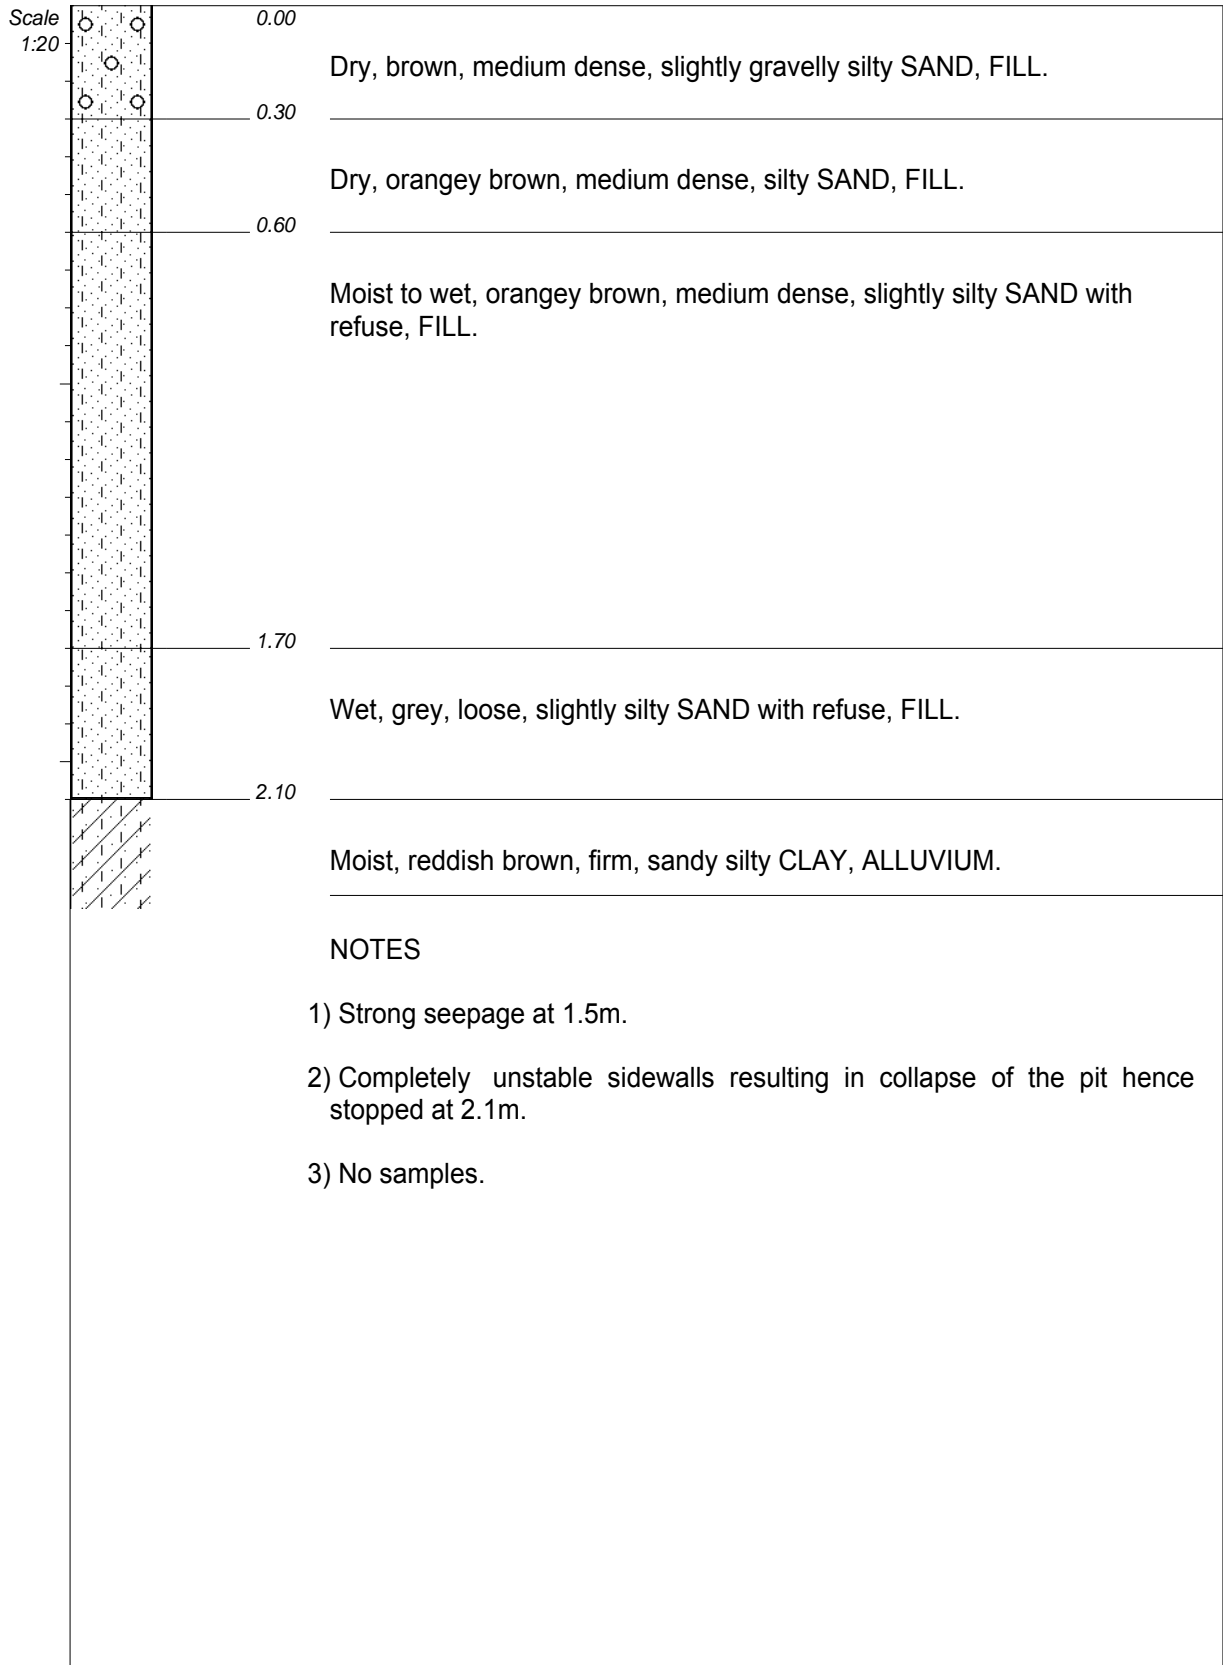 Scale
1:20
0.00
Dry, brown, medium dense, slightly gravelly silty SAND, FILL.
0.30
Dry, orangey brown, medium dense, silty SAND, FILL.
0.60
Moist to wet, orangey brown, medium dense, slightly silty SAND with
refuse, FILL.
1.70
Wet, grey, loose, slightly silty SAND with refuse, FILL.
2.10
Moist, reddish brown, firm, sandy silty CLAY, ALLUVIUM.
NOTES
1) Strong seepage at 1.5m.
2) Completely unstable sidewalls resulting in collapse of the pit hence
stopped at 2.1m.
3) No samples.